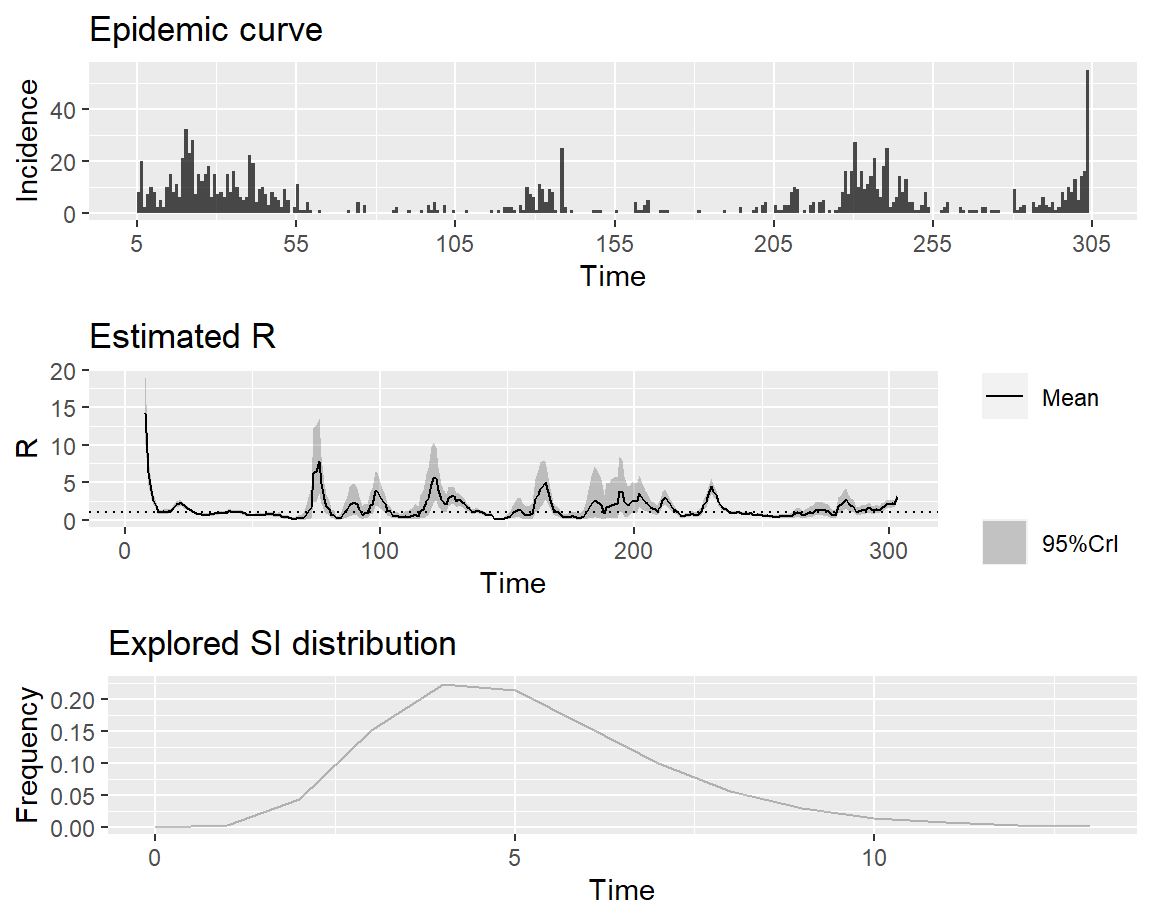 Epidemic curve
Incidence
40
20
0
5 55 105 155 205 255 305
Time
Estimated R
R
20
15
10
5
0
0 100 200 300
Time
Mean
95%CrI
Explored SI distribution
Frequency
0.20
0.15
0.10
0.05
0.00
0 5 10
Time